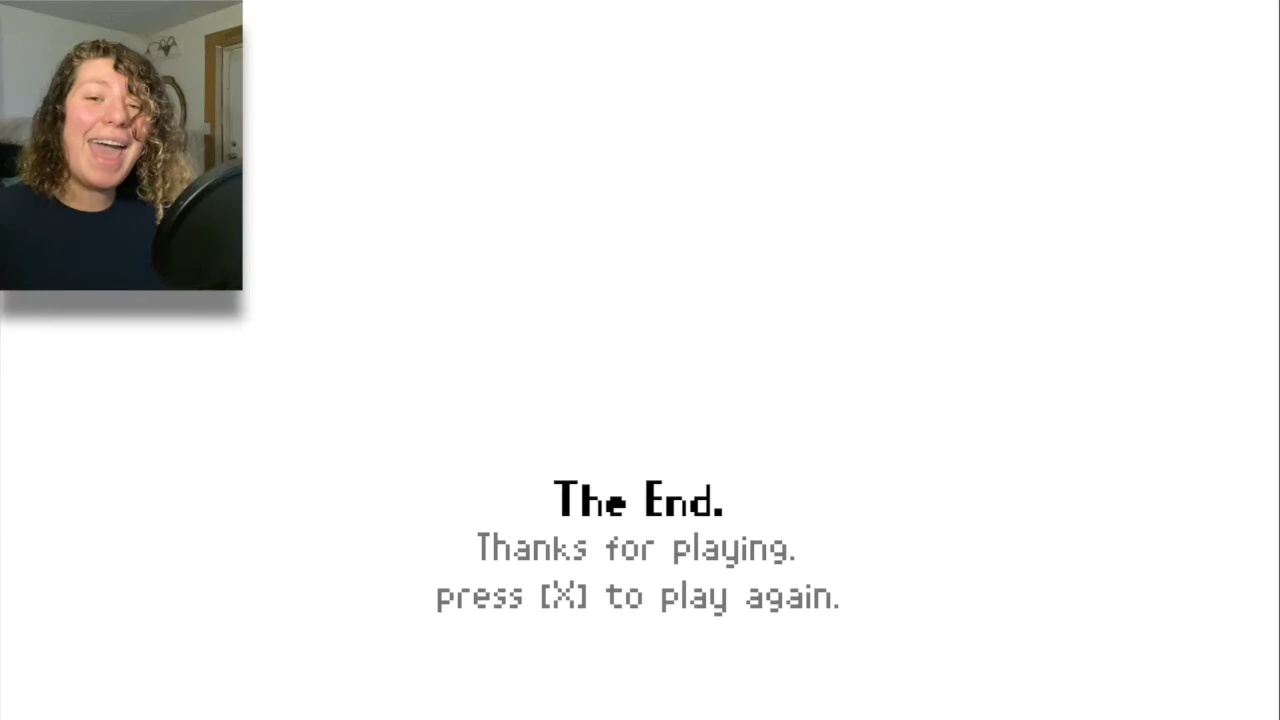 The End.
Thanks for playing.
press [X] to play again.